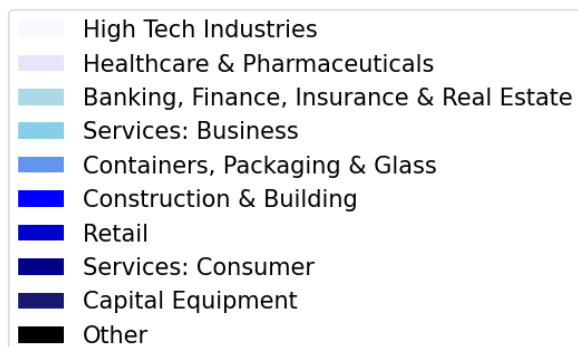 High Tech Industries
Healthcare & Pharmaceuticals
Banking, Finance, Insurance & Real Estate
Services: Business
Containers, Packaging & Glass
Construction & Building
Retail
Services: Consumer
Capital Equipment
Other